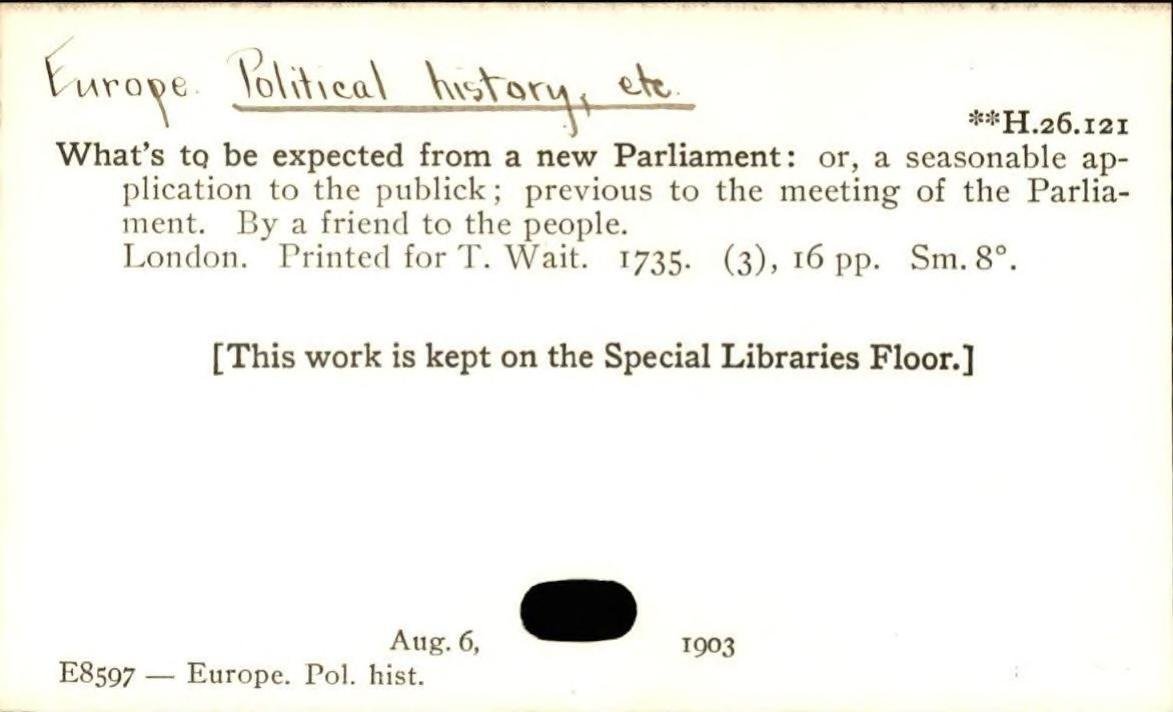 Europe. Political history, etc.
**H.26.121
What's to be expected from a new Parliament: or, a seasonable ap-
plication to the publick; previous to the meeting of the Parlia-
ment. By a friend to the people.
London. Printed for T. Wait. 1735. (3), 16 pp. Sm. 8°.
[This work is kept on the Special Libraries Floor.]
Aug. 6, 1903
E8597 — Europe. Pol. hist.